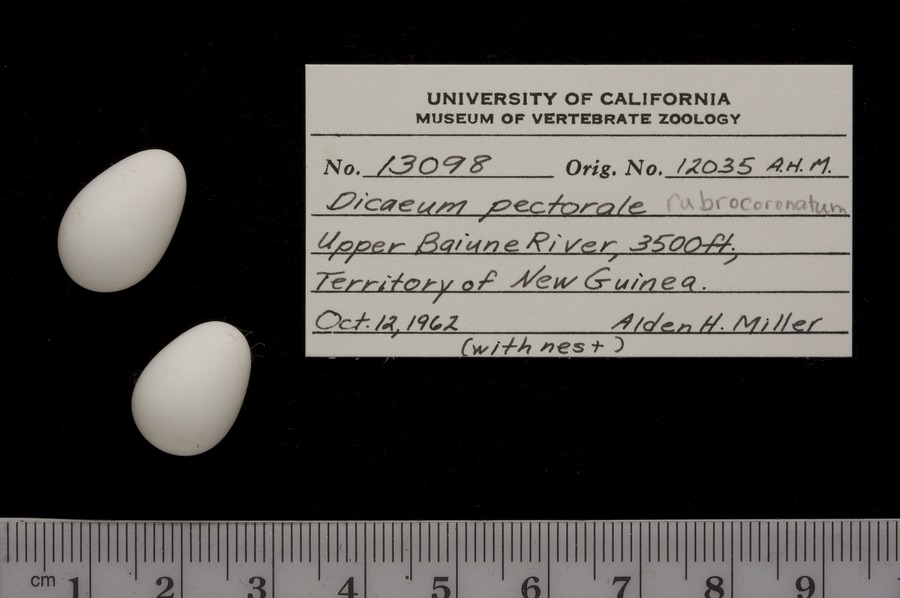 UNIVERSITY OF CALIFORNIA
MUSEUM OF VERTEBRATE ZOOLOGY
No. 13098 Orig. No. 12035 A.H.M.
Dicaeum pectorale rubrocoronatum
Upper Baiune River, 3500ft,
Territory of New Guinea.
Oct. 12, 1962 Alden H. Miller
(with nest)
cm 1 2 3 4 5 6 7 8 9